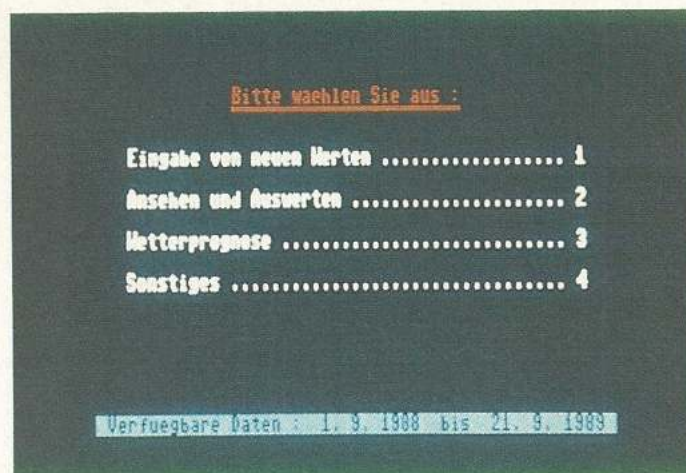 Bitte waehlen Sie aus :
Eingabe von neuen Werten .................. 1
Ansehen und Auswerten ..................... 2
Wetterprognose ............................ 3
Sonstiges ................................. 4
Verfuegbare Daten : 1. 9. 1988 bis 21. 9. 1989